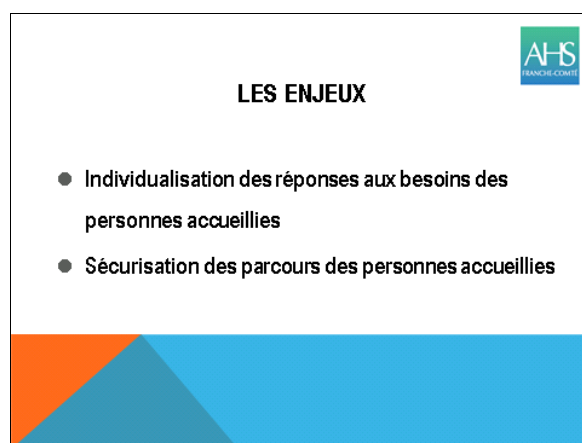 AHS
FRANCHE-COMTÉ
LES ENJEUX
Individualisation des réponses aux besoins des
personnes accueillies
Sécurisation des parcours des personnes accueillies